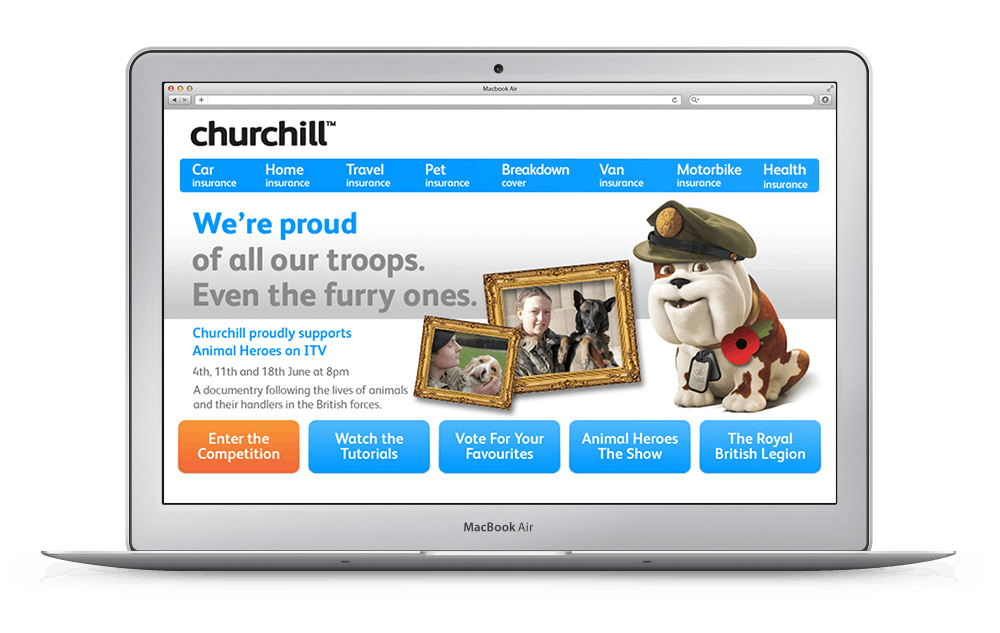 Macbook Air
churchill™
Car
insurance
Home
insurance
Travel
insurance
Pet
insurance
Breakdown
cover
Van
insurance
Motorbike
insurance
Health
insurance
We're proud
of all our troops.
Even the furry ones.
Churchill proudly supports
Animal Heroes on ITV
4th, 11th and 18th June at 8pm
A documentry following the lives of animals
and their handlers in the British forces.
Enter the
Competition
Watch the
Tutorials
Vote For Your
Favourites
Animal Heroes
The Show
The Royal
British Legion
MacBook Air